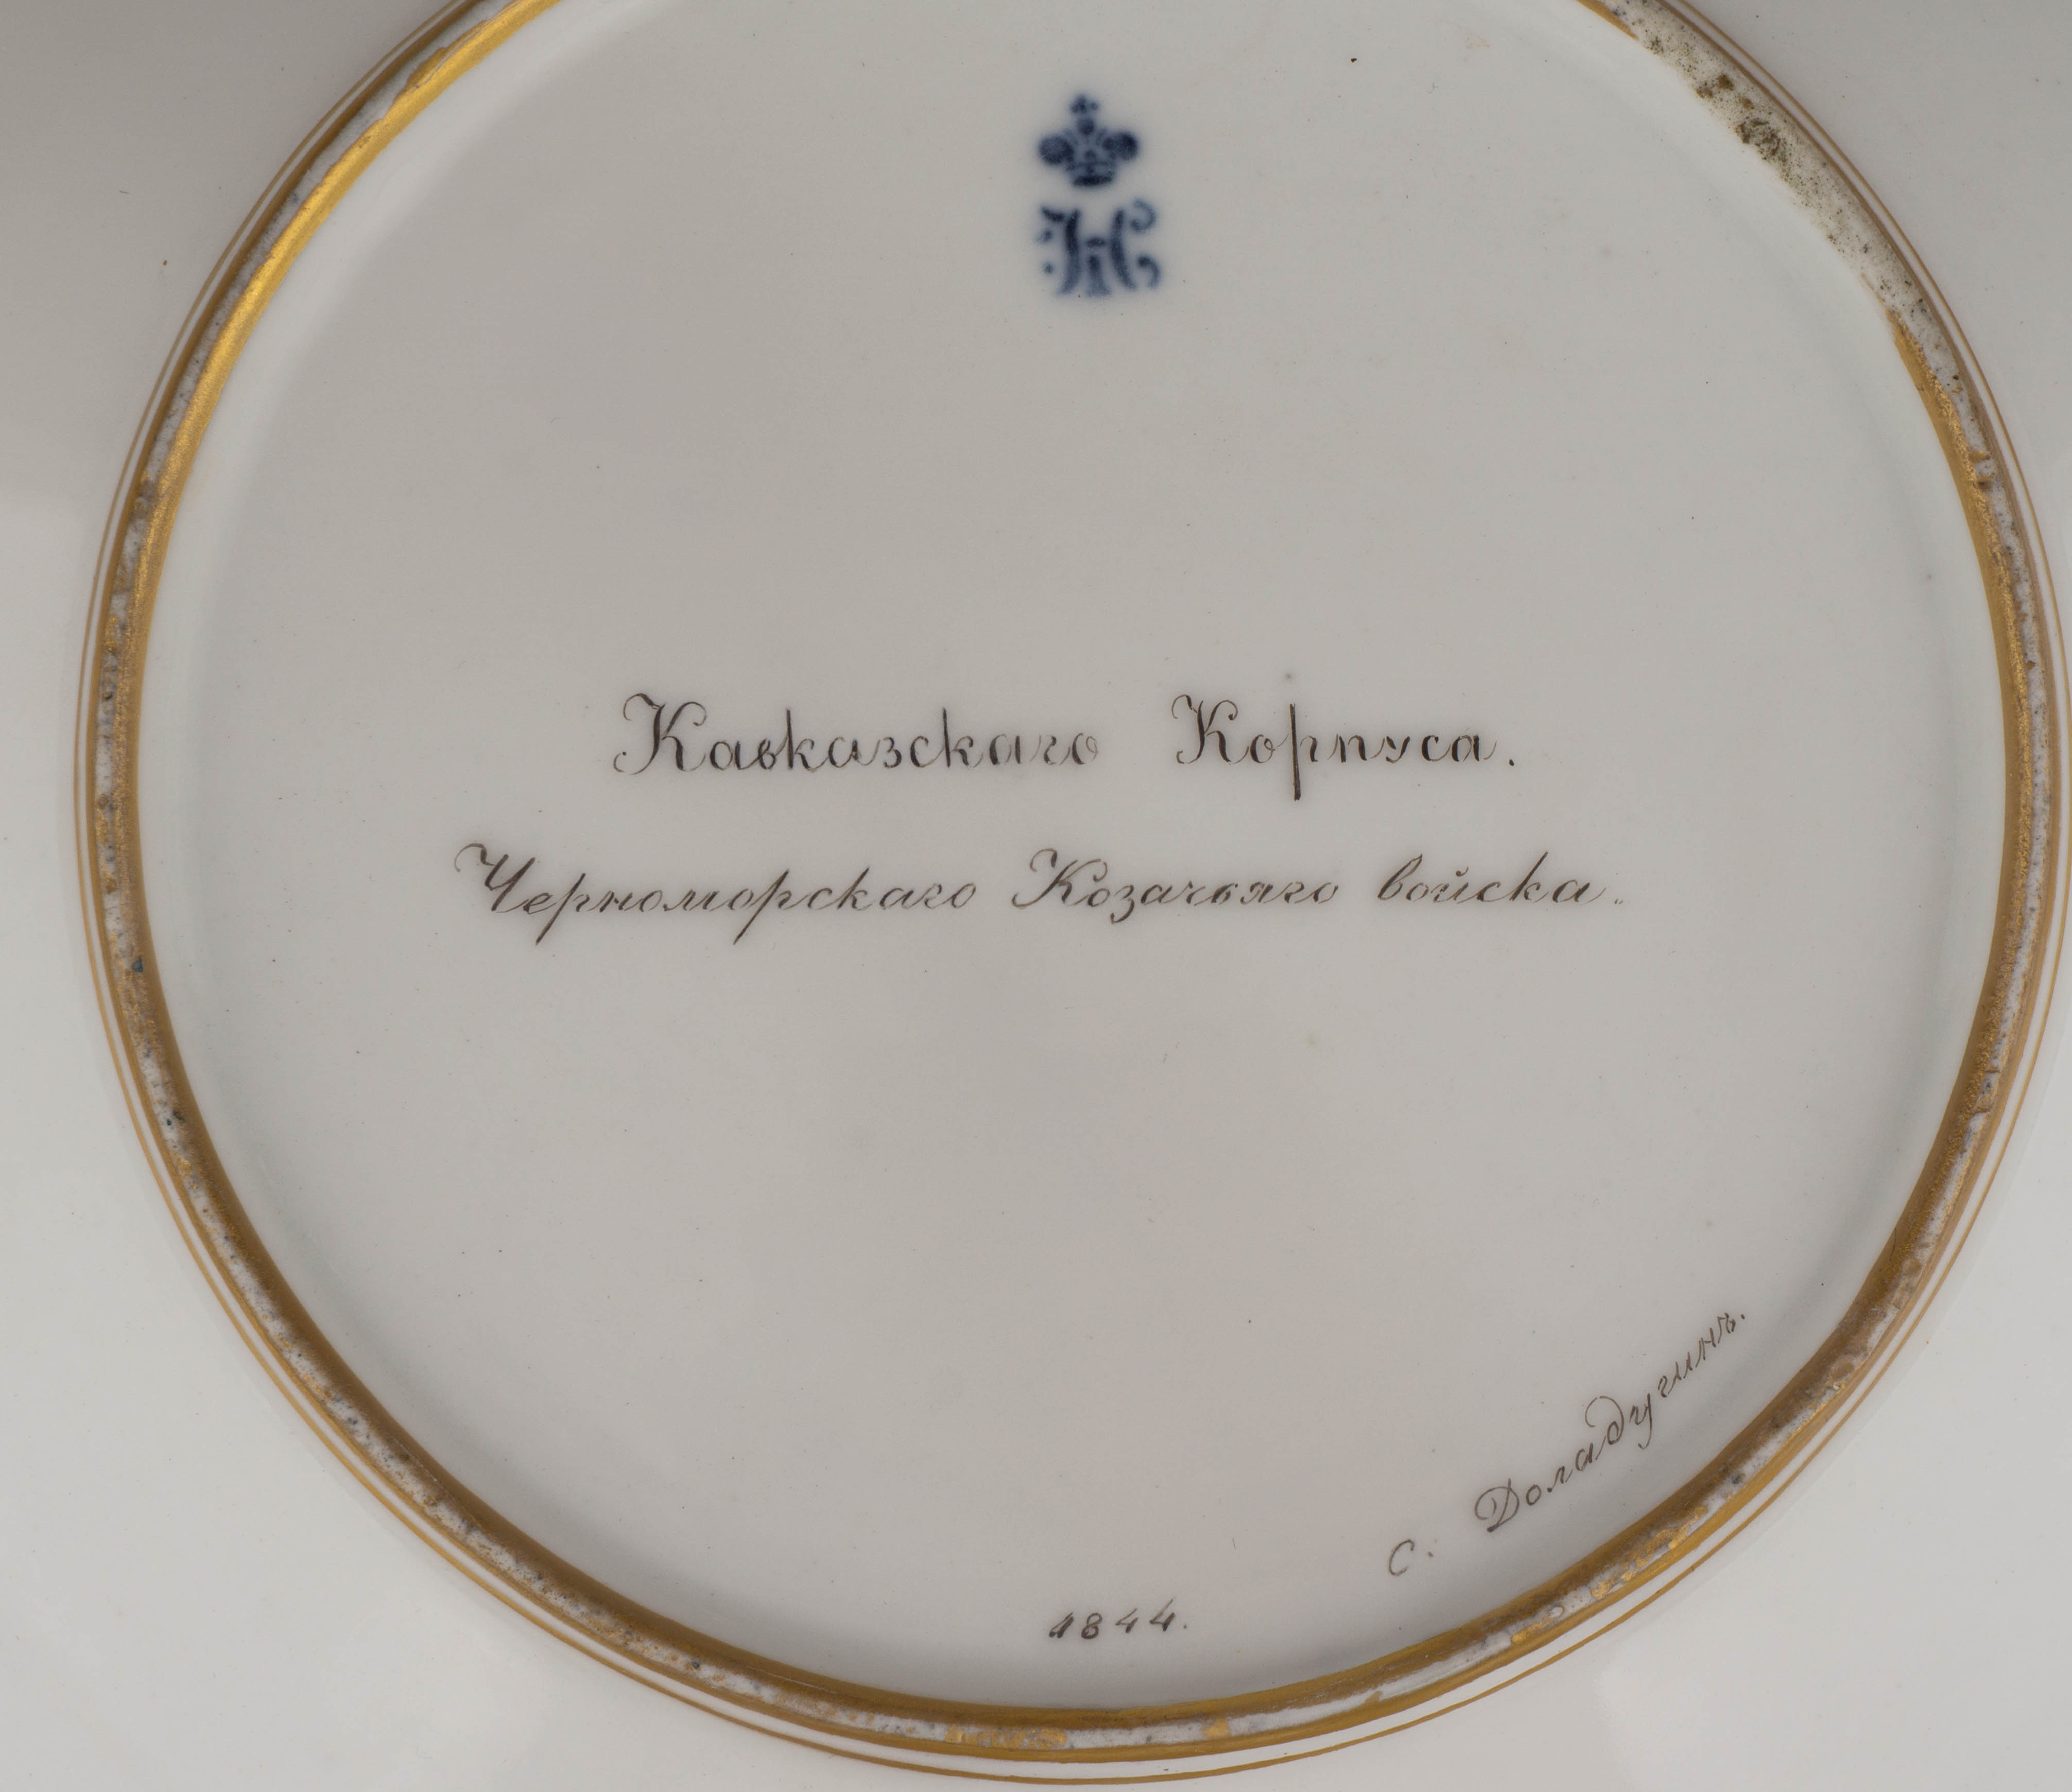 Кавказскаго Корпуса.
Черноморскаго Козачьяго войска.
С. Доладугинъ.
1844.